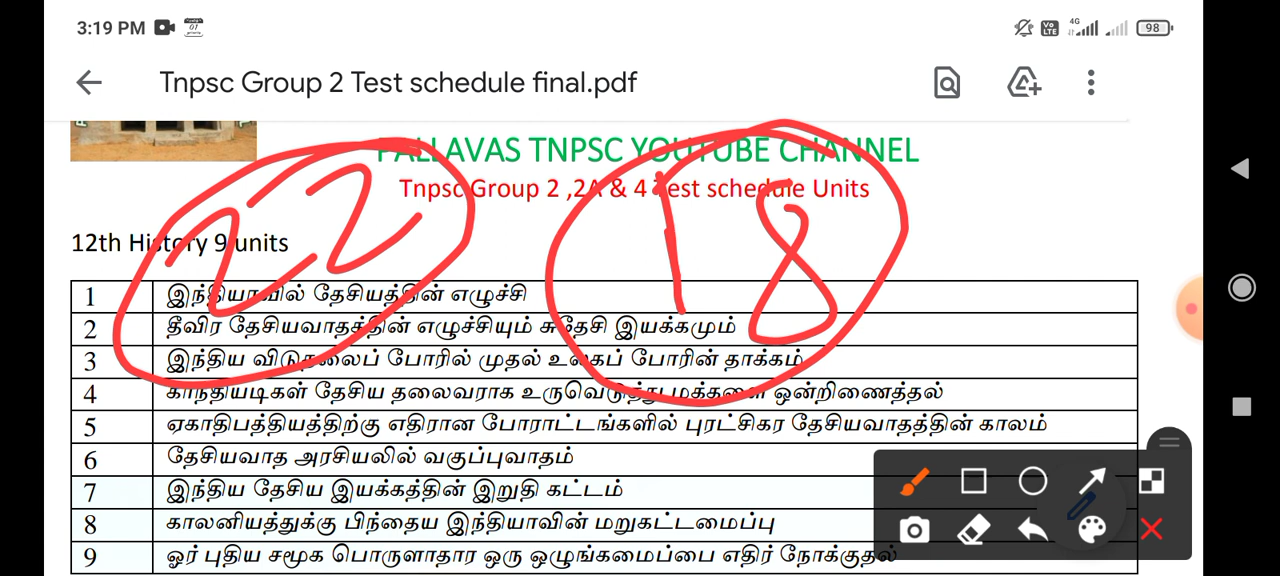 3:19 PM
Vo LTE 4G 98
Tnpsc Group 2 Test schedule final.pdf
PALLAVAS TNPSC YOUTUBE CHANNEL
Tnpsc Group 2 ,2A & 4 Test schedule Units
22 18
12th History 9 units
1 இந்தியாவில் தேசியத்தின் எழுச்சி
2 தீவிர தேசியவாதத்தின் எழுச்சியும் சுதேசி இயக்கமும்
3 இந்திய விடுதலைப் போரில் முதல் உலகப் போரின் தாக்கம்
4 காந்தியடிகள் தேசிய தலைவராக உருவெடுத்து மக்களை ஒன்றிணைத்தல்
5 ஏகாதிபத்தியத்திற்கு எதிரான போராட்டங்களில் புரட்சிகர தேசியவாதத்தின் காலம்
6 தேசியவாத அரசியலில் வகுப்புவாதம்
7 இந்திய தேசிய இயக்கத்தின் இறுதி கட்டம்
8 காலனியத்துக்கு பிந்தைய இந்தியாவின் மறுகட்டமைப்பு
9 ஓர் புதிய சமூக பொருளாதார ஒரு ஒழுங்கமைப்பை எதிர் நோக்குதல்